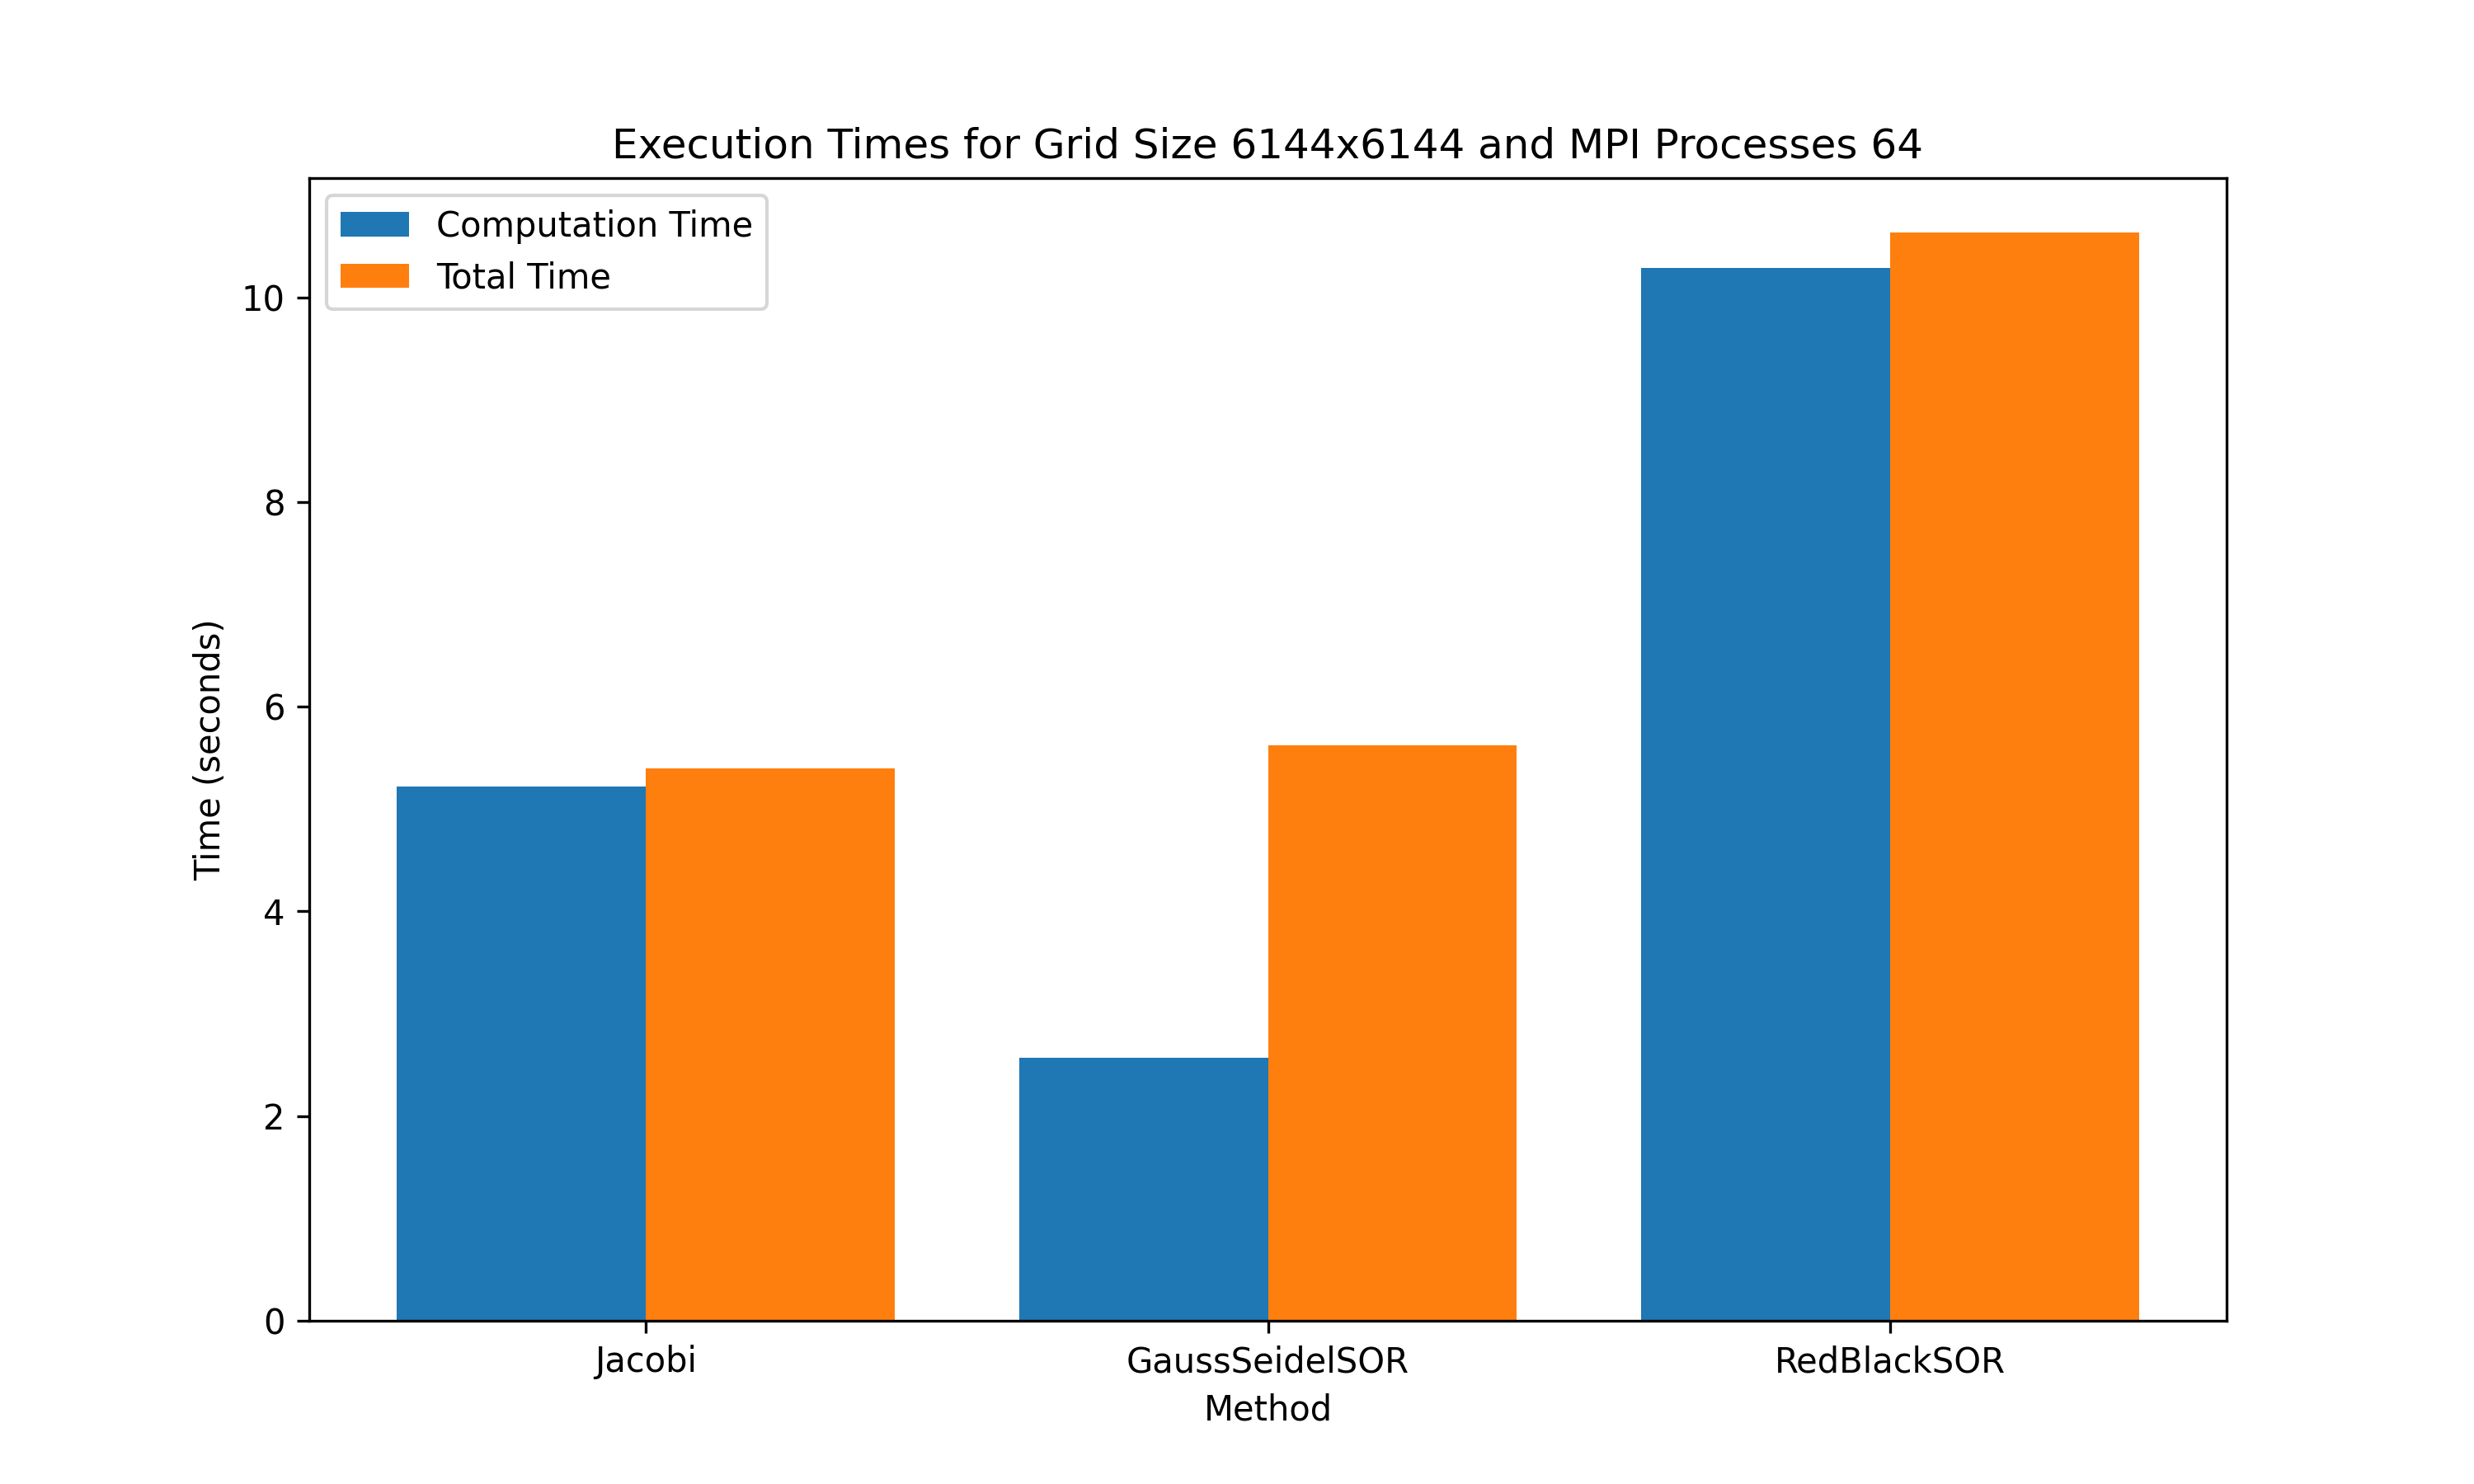 Execution Times for Grid Size 6144x6144 and MPI Processes 64
Computation Time
Total Time
10
8
6
4
2
0
Time (seconds)
Jacobi
GaussSeidelSOR
RedBlackSOR
Method